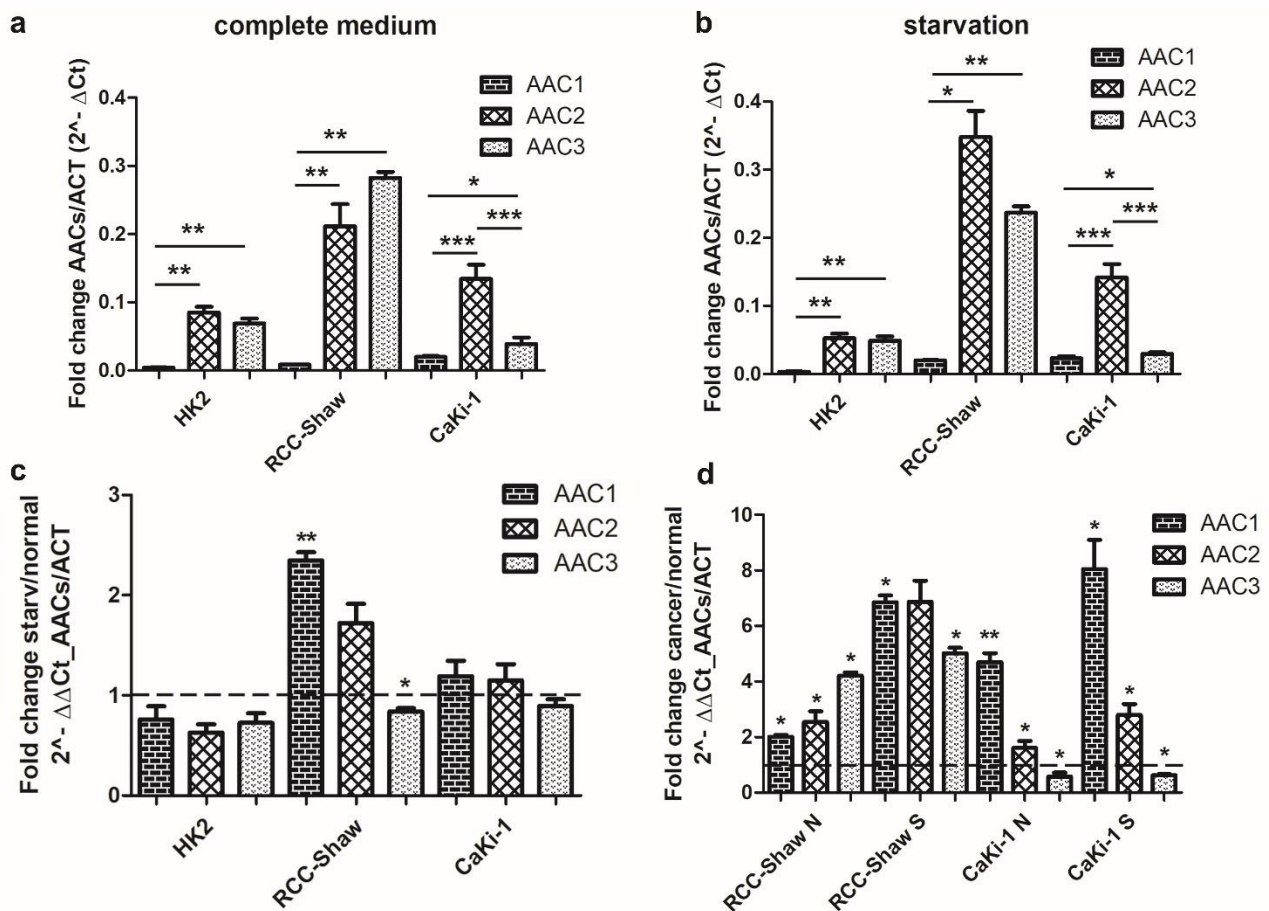 a
complete medium
Fold change AACs/ACT (2^- ΔCt)
0.4
0.3
0.2
0.1
0.0
AAC1
AAC2
AAC3
**
**
**
**
*
***
***
HK2
RCC-Shaw
CaKi-1
b
starvation
Fold change AACs/ACT (2^- ΔCt)
0.4
0.3
0.2
0.1
0.0
AAC1
AAC2
AAC3
**
**
**
*
*
***
***
HK2
RCC-Shaw
CaKi-1
c
Fold change starv/normal
2^- ΔΔCt_AACs/ACT
3
2
1
0
AAC1
AAC2
AAC3
**
*
HK2
RCC-Shaw
CaKi-1
d
Fold change cancer/normal
2^- ΔΔCt_AACs/ACT
10
8
6
4
2
0
AAC1
AAC2
AAC3
*
*
*
*
*
**
*
*
*
*
*
RCC-Shaw N
RCC-Shaw S
CaKi-1 N
CaKi-1 S